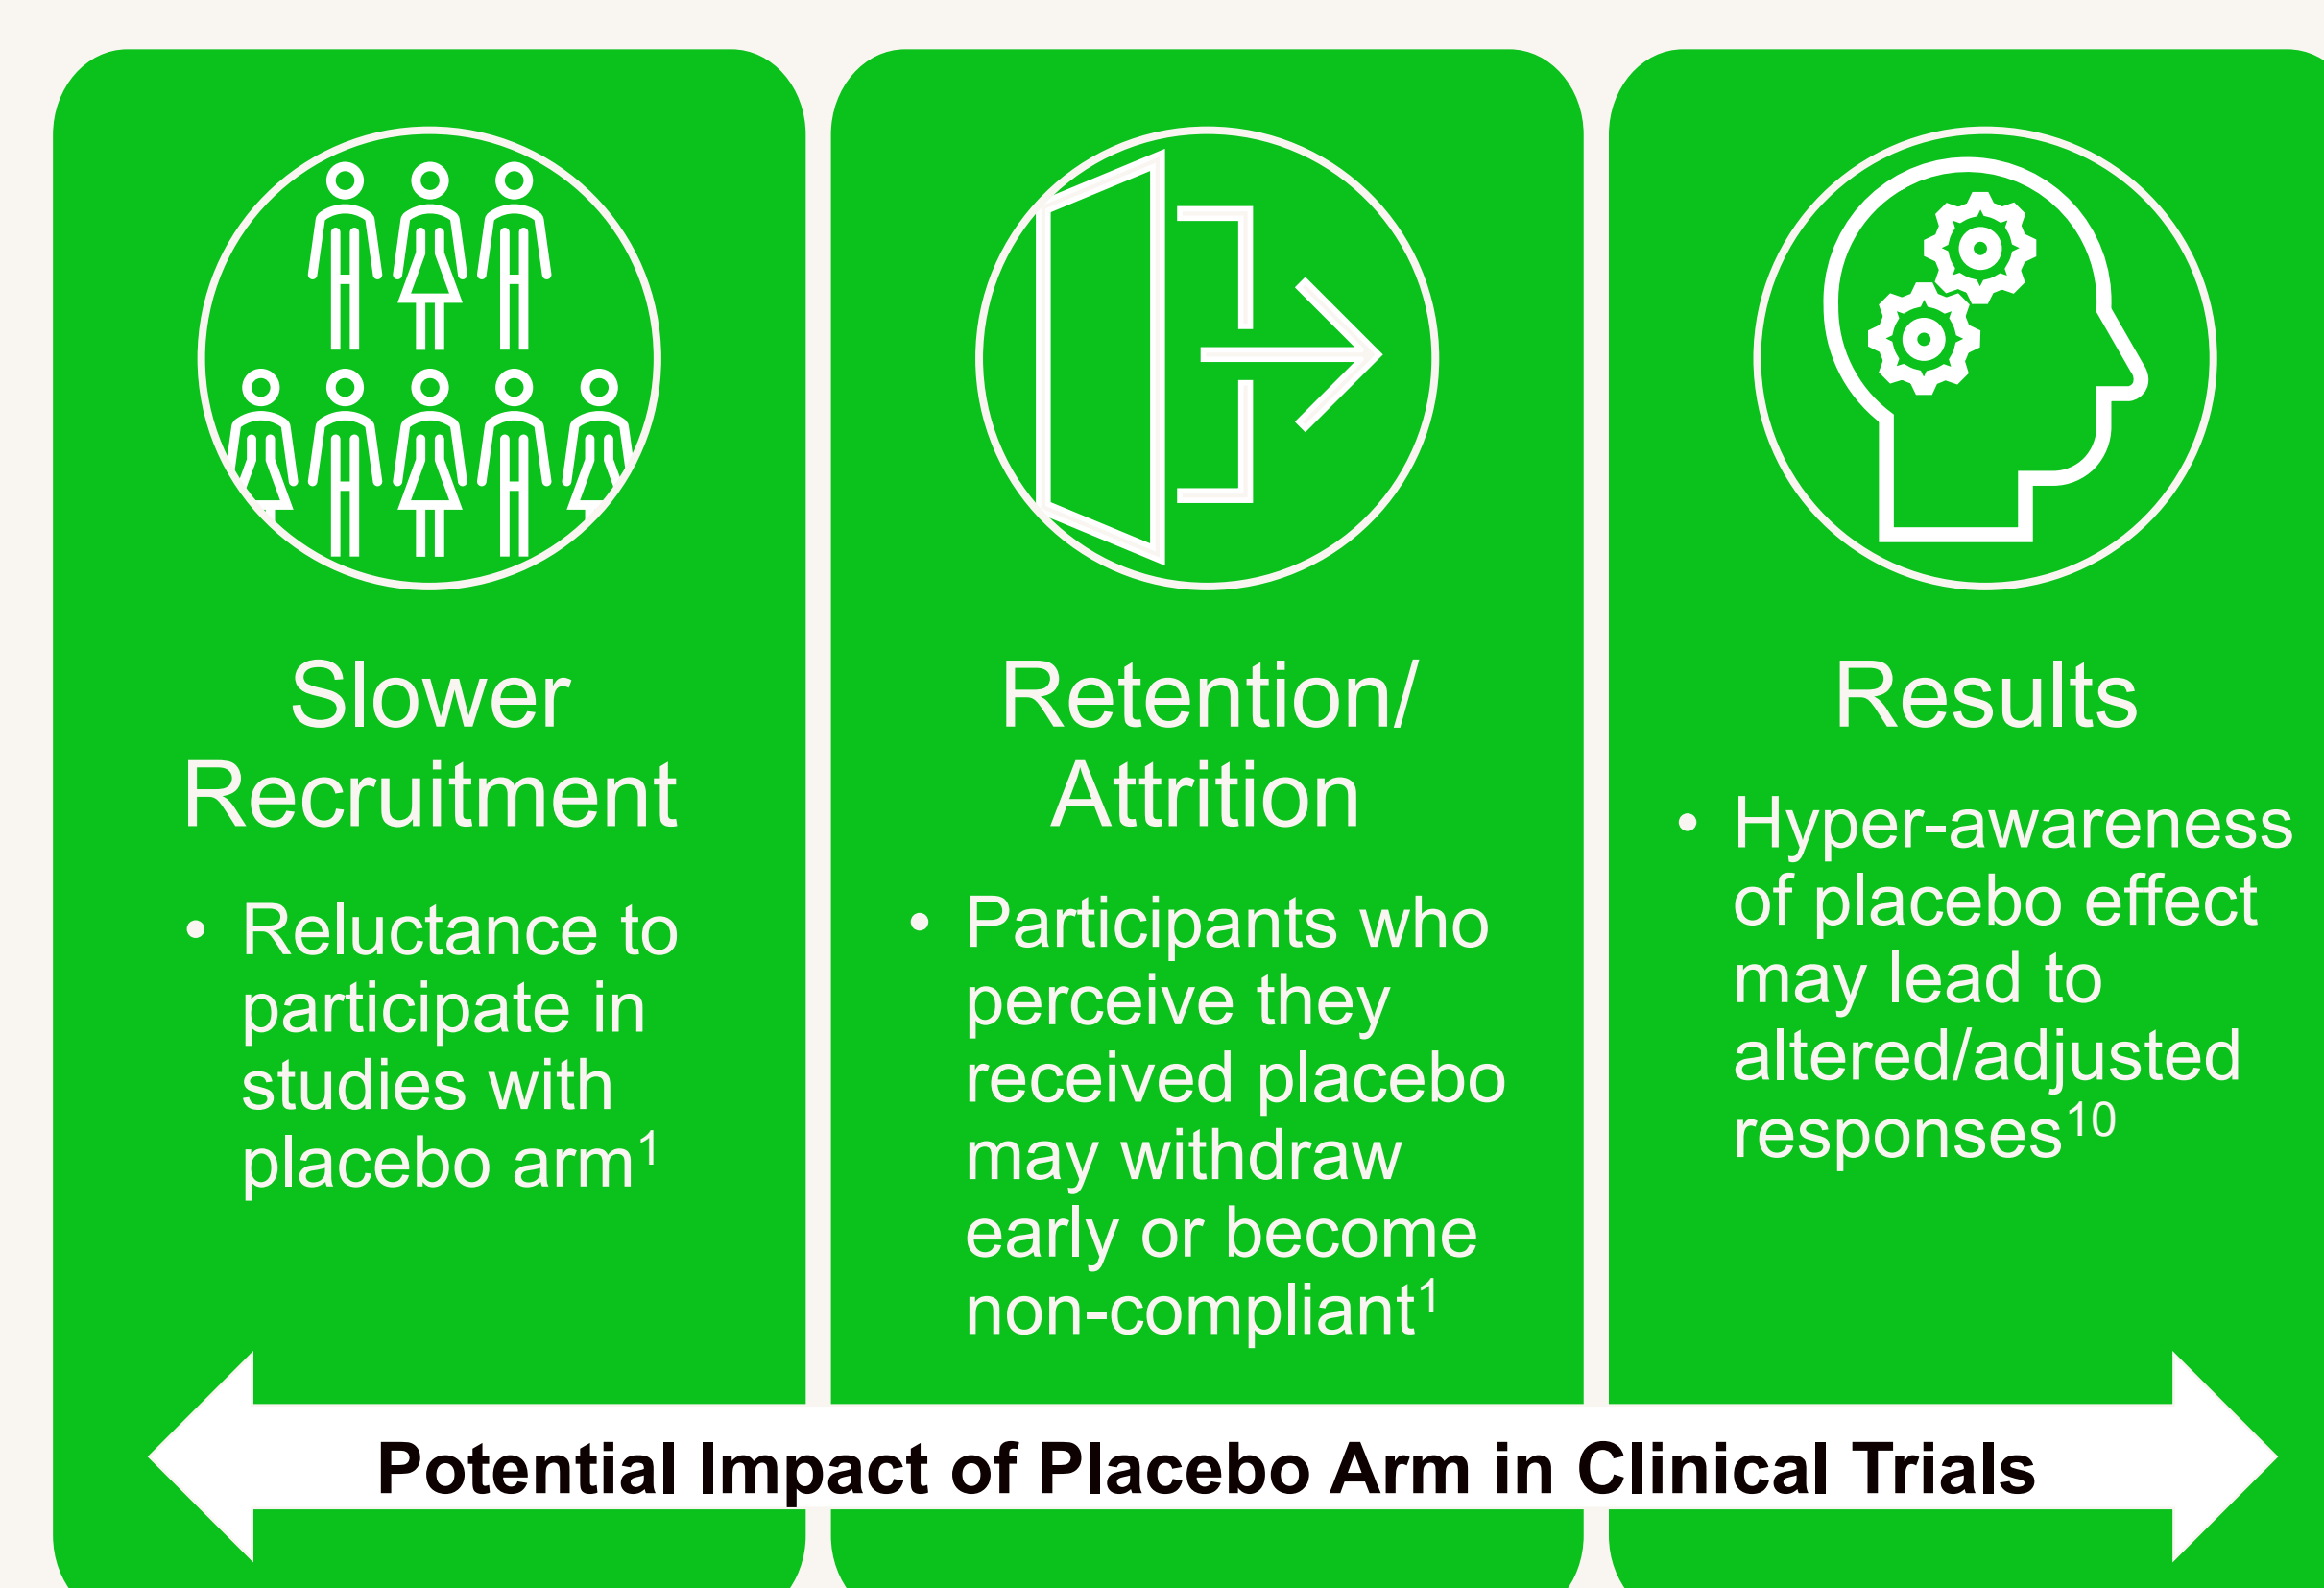 Slower
Recruitment
• Reluctance to
participate in
studies with
placebo arm¹
Retention/
Attrition
• Participants who
perceive they
received placebo
may withdraw
early or become
non-compliant¹
Results
• Hyper-awareness
of placebo effect
may lead to
altered/adjusted
responses¹⁰
Potential Impact of Placebo Arm in Clinical Trials